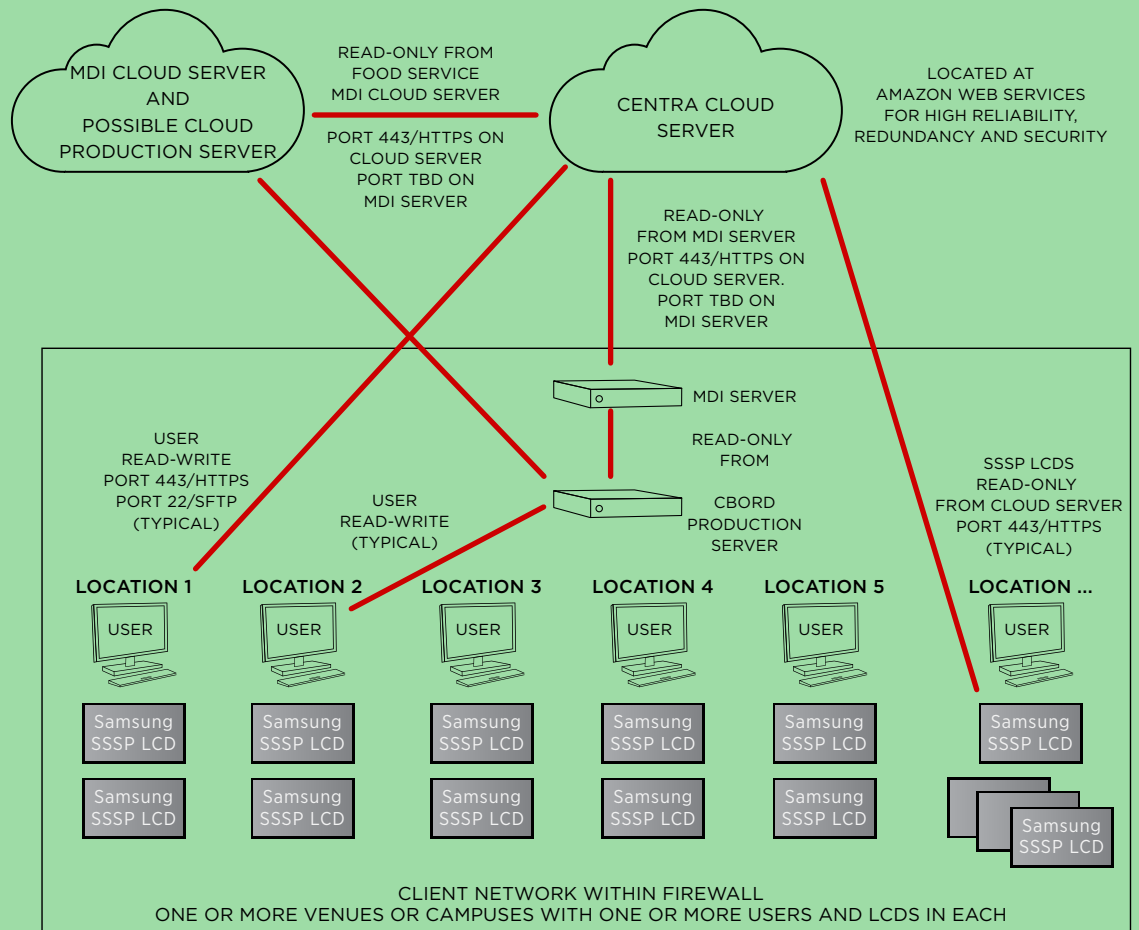 MDI CLOUD SERVER
AND
POSSIBLE CLOUD
PRODUCTION SERVER
READ-ONLY FROM
FOOD SERVICE
MDI CLOUD SERVER
PORT 443/HTTPS ON
CLOUD SERVER
PORT TBD ON
MDI SERVER
CENTRA CLOUD
SERVER
LOCATED AT
AMAZON WEB SERVICES
FOR HIGH RELIABILITY,
REDUNDANCY AND SECURITY
READ-ONLY
FROM MDI SERVER
PORT 443/HTTPS ON
CLOUD SERVER.
PORT TBD ON
MDI SERVER
MDI SERVER
READ-ONLY
FROM
CBORD
PRODUCTION
SERVER
USER
READ-WRITE
PORT 443/HTTPS
PORT 22/SFTP
(TYPICAL)
USER
READ-WRITE
(TYPICAL)
SSSP LCDS
READ-ONLY
FROM CLOUD SERVER
PORT 443/HTTPS
(TYPICAL)
LOCATION 1
LOCATION 2
LOCATION 3
LOCATION 4
LOCATION 5
LOCATION ...
USER
USER
USER
USER
USER
USER
Samsung
SSSP LCD
Samsung
SSSP LCD
Samsung
SSSP LCD
Samsung
SSSP LCD
Samsung
SSSP LCD
Samsung
SSSP LCD
Samsung
SSSP LCD
Samsung
SSSP LCD
Samsung
SSSP LCD
Samsung
SSSP LCD
Samsung
SSSP LCD
Samsung
SSSP LCD
CLIENT NETWORK WITHIN FIREWALL
ONE OR MORE VENUES OR CAMPUSES WITH ONE OR MORE USERS AND LCDS IN EACH